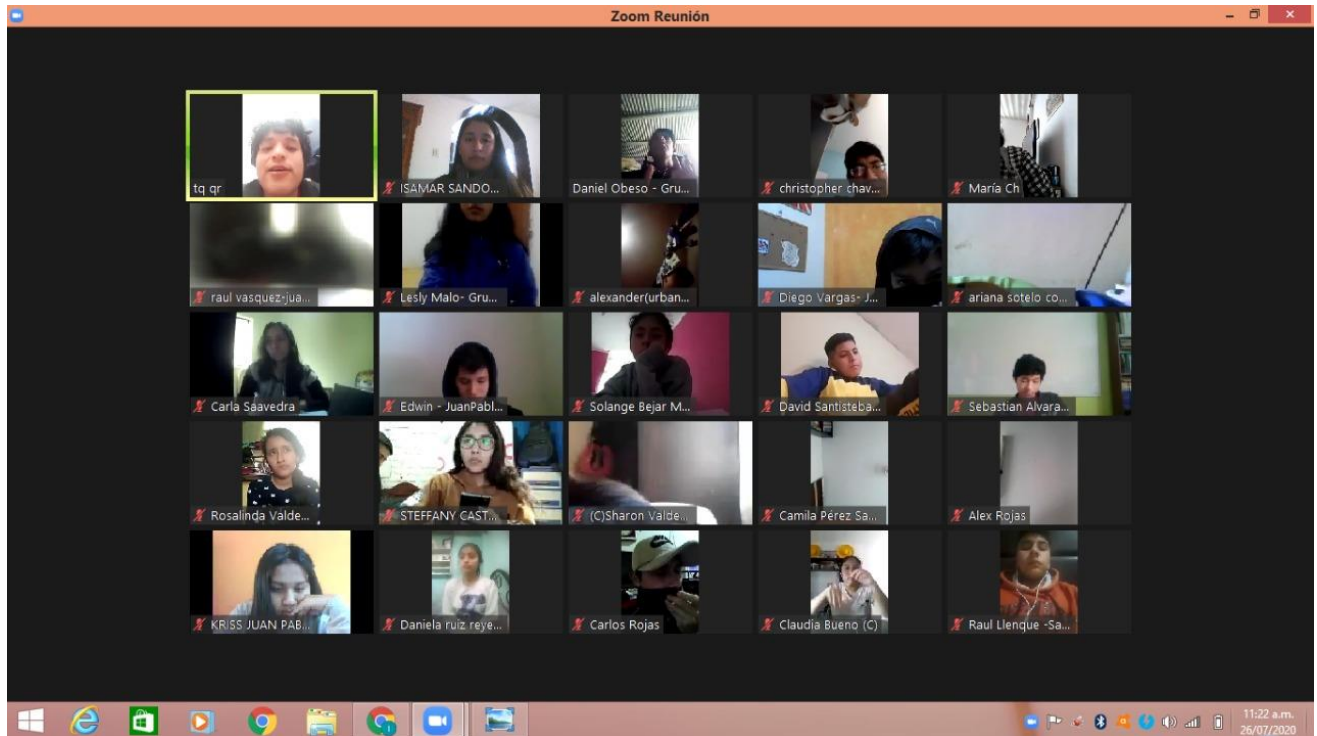 Zoom Reunión
tq qr
ISAMAR SANDO...
Daniel Obeso - Gru...
christopher chav...
María Ch
raul vasquez-jua...
Lesly Malo- Gru...
alexander(urban...
Diego Vargas- J...
ariana sotelo co...
Carla Saavedra
Edwin - JuanPabl...
Solange Bejar M...
David Santisteba...
Sebastian Alvara...
Rosalinda Valde...
STEFFANY CAST...
(C)Sharon Valde...
Camila Pérez Sa...
Alex Rojas
KRISS JUAN PAB...
Daniela ruiz reye...
Carlos Rojas
Claudia Bueno (C)
Raul Llenque -Sa...
11:22 a.m.
26/07/2020